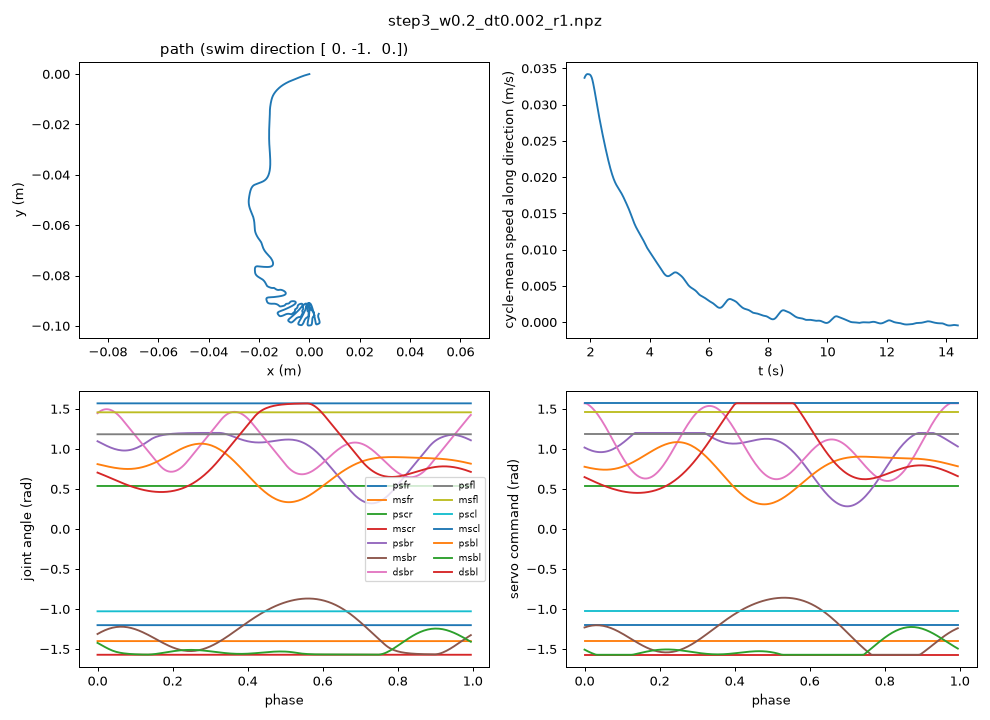 step3_w0.2_dt0.002_r1.npz
path (swim direction [ 0. -1.  0.])
y (m)
0.00
−0.02
−0.04
−0.06
−0.08
−0.10
−0.08 −0.06 −0.04 −0.02 0.00 0.02 0.04 0.06
x (m)
cycle-mean speed along direction (m/s)
0.035
0.030
0.025
0.020
0.015
0.010
0.005
0.000
2 4 6 8 10 12 14
t (s)
joint angle (rad)
1.5
1.0
0.5
0.0
−0.5
−1.0
−1.5
psfr psfl
msfr msfl
pscr pscl
mscr mscl
psbr psbl
msbr msbl
dsbr dsbl
0.0 0.2 0.4 0.6 0.8 1.0
phase
servo command (rad)
1.5
1.0
0.5
0.0
−0.5
−1.0
−1.5
0.0 0.2 0.4 0.6 0.8 1.0
phase